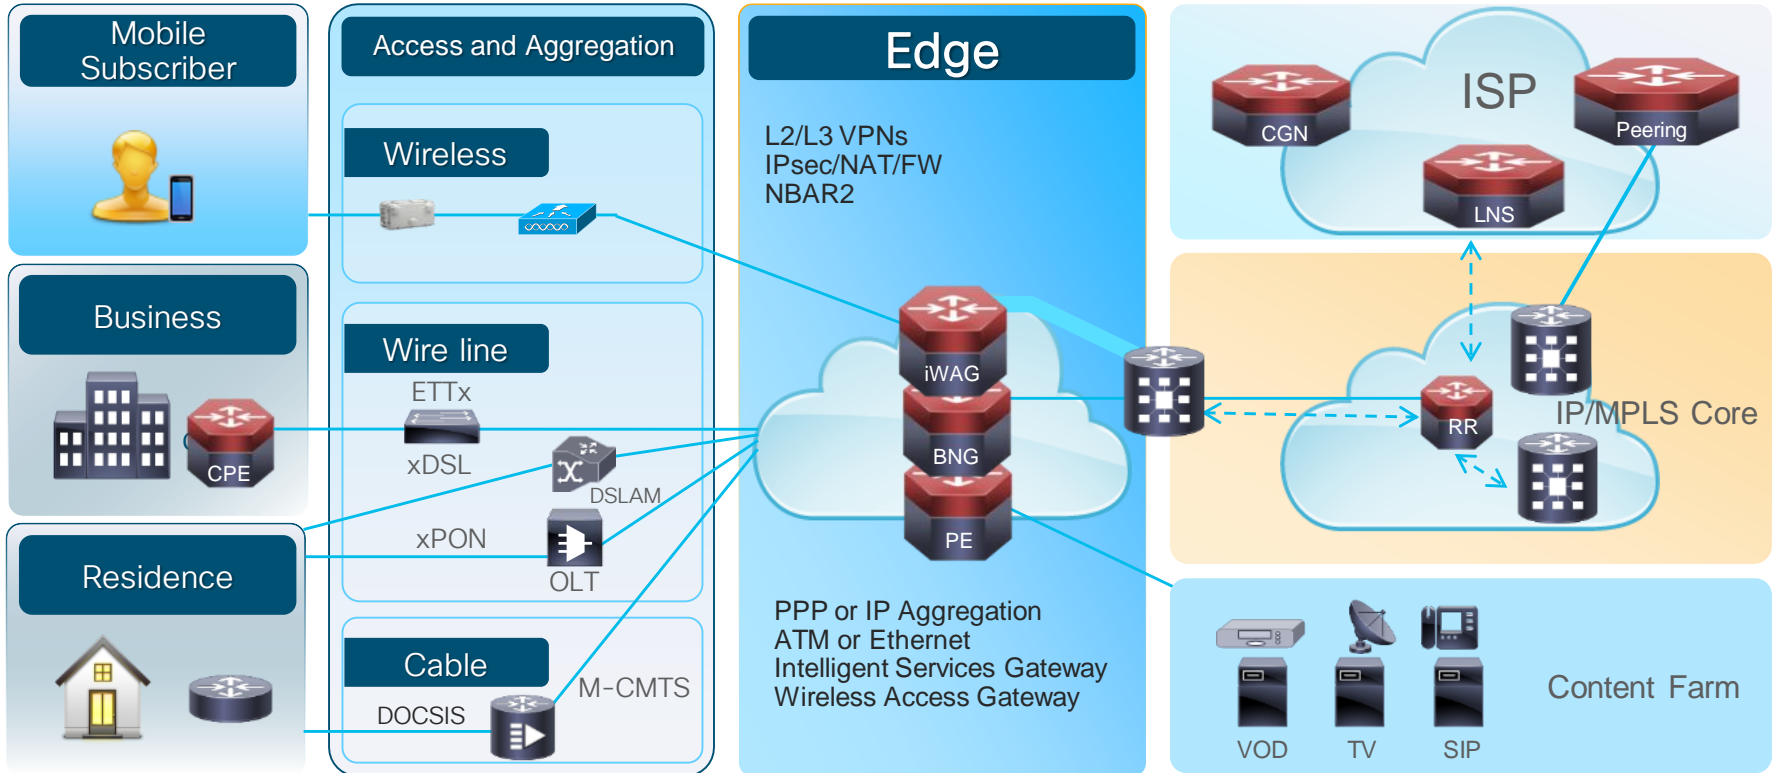 Mobile
Subscriber
Access and Aggregation
Edge
ISP
CGN
Peering
LNS
Wireless
L2/L3 VPNs
IPsec/NAT/FW
NBAR2
Business
CPE
Wire line
ETTx
xDSL
DSLAM
xPON
OLT
iWAG
BNG
PE
RR
IP/MPLS Core
Residence
Cable
M-CMTS
DOCSIS
PPP or IP Aggregation
ATM or Ethernet
Intelligent Services Gateway
Wireless Access Gateway
Content Farm
VOD
TV
SIP